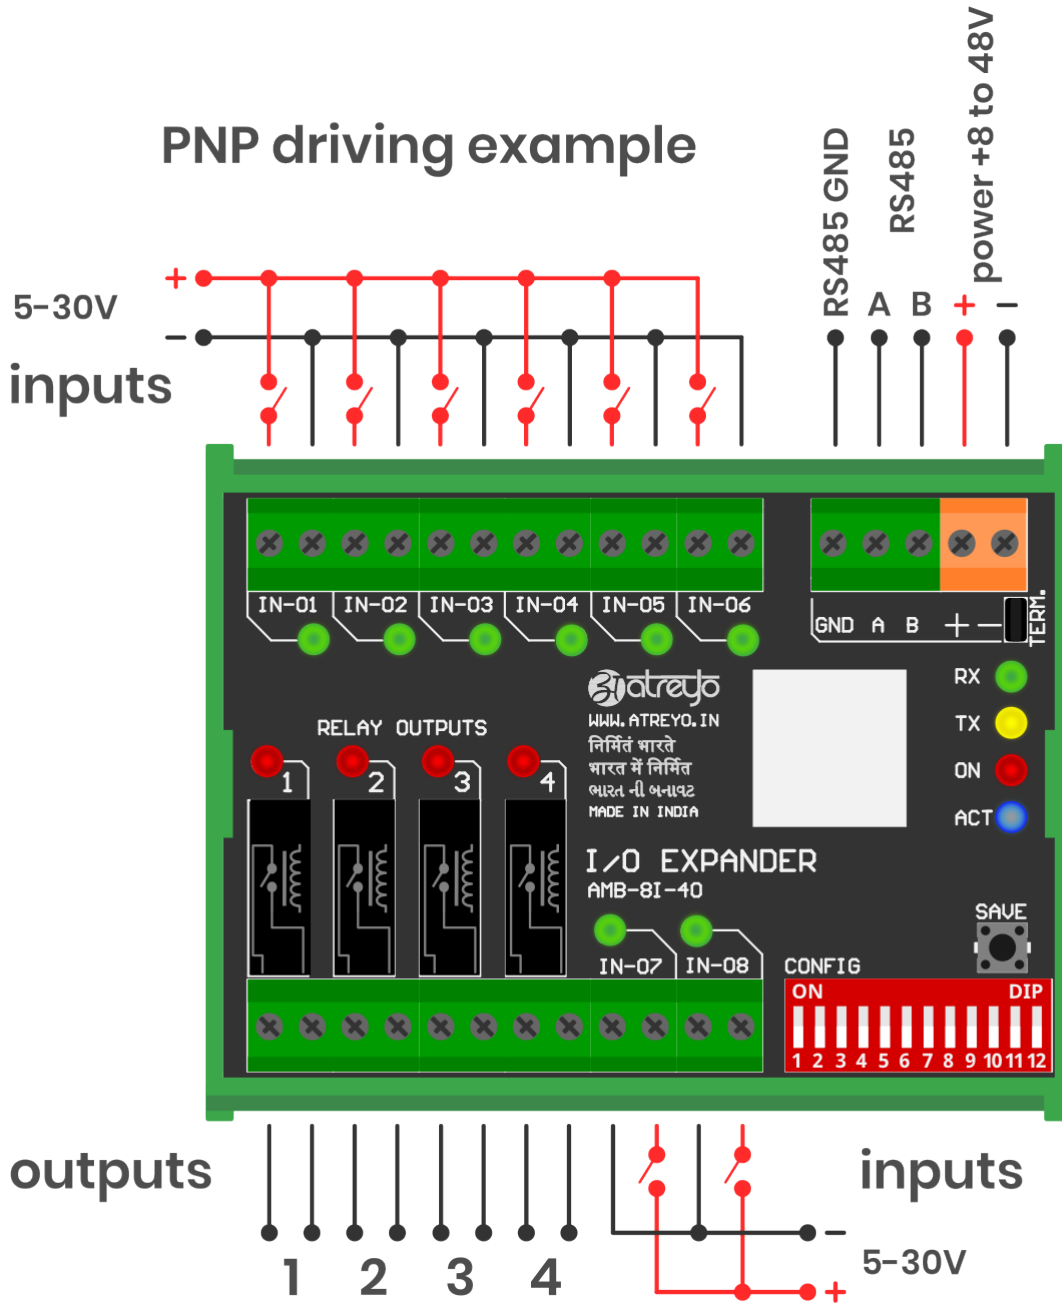 PNP driving example
RS485 GND
RS485
power +8 to 48V
A B + -
+
5-30V
-
inputs
IN-01 IN-02 IN-03 IN-04 IN-05 IN-06
GND A B + -
TERM.
atreyo
WWW.ATREYO.IN
निर्मितं भारते
भारत में निर्मित
ભારત ની બનાવટ
MADE IN INDIA
RX
TX
ON
ACT
RELAY OUTPUTS
1 2 3 4
I/O EXPANDER
AMB-8I-4O
IN-07 IN-08
SAVE
CONFIG
ON DIP
1 2 3 4 5 6 7 8 9 10 11 12
outputs
1 2 3 4
inputs
-
5-30V
+